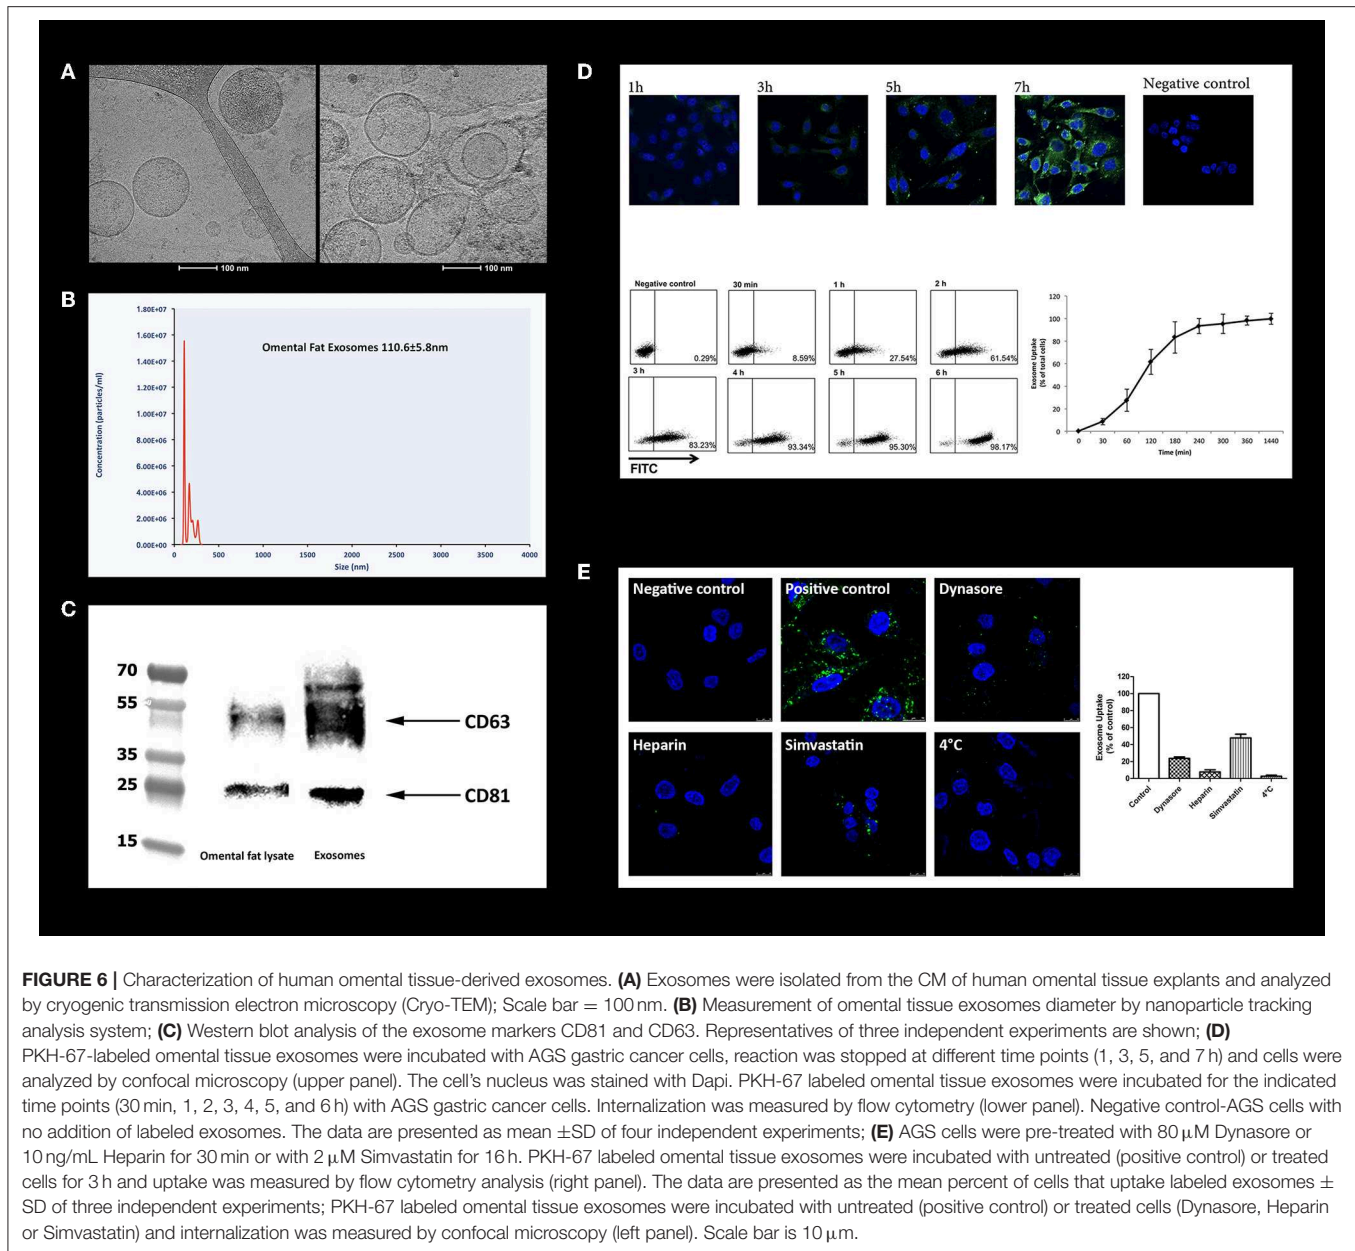 A
100 nm
100 nm
B
1.80E+07
1.60E+07
1.40E+07
1.20E+07
1.00E+07
8.00E+06
6.00E+06
4.00E+06
2.00E+06
0.00E+00
Concentration (particles/ml)
Omental Fat Exosomes 110.6±5.8nm
0 500 1000 1500 2000 2500 3000 3500 4000
Size (nm)
C
70
55
35
25
15
CD63
CD81
Omental fat lysate Exosomes
D
1h 3h 5h 7h Negative control
Negative control 30 min 1 h 2 h
0.29% 8.59% 27.54% 61.54%
3 h 4 h 5 h 6 h
83.23% 93.34% 95.30% 98.17%
FITC
Exosome Uptake
(% of total cells)
120
100
80
60
40
20
0
0 30 60 120 180 240 300 360 1440
Time (min)
E
Negative control Positive control Dynasore
Heparin Simvastatin 4°C
Exosome Uptake
(% of control)
120
100
80
60
40
20
0
Control Dynasore Heparin Simvastatin 4°C
FIGURE 6 | Characterization of human omental tissue-derived exosomes. (A) Exosomes were isolated from the CM of human omental tissue explants and analyzed
by cryogenic transmission electron microscopy (Cryo-TEM); Scale bar = 100 nm. (B) Measurement of omental tissue exosomes diameter by nanoparticle tracking
analysis system; (C) Western blot analysis of the exosome markers CD81 and CD63. Representatives of three independent experiments are shown; (D)
PKH-67-labeled omental tissue exosomes were incubated with AGS gastric cancer cells, reaction was stopped at different time points (1, 3, 5, and 7 h) and cells were
analyzed by confocal microscopy (upper panel). The cell's nucleus was stained with Dapi. PKH-67 labeled omental tissue exosomes were incubated for the indicated
time points (30 min, 1, 2, 3, 4, 5, and 6 h) with AGS gastric cancer cells. Internalization was measured by flow cytometry (lower panel). Negative control-AGS cells with
no addition of labeled exosomes. The data are presented as mean ±SD of four independent experiments; (E) AGS cells were pre-treated with 80 μM Dynasore or
10 ng/mL Heparin for 30 min or with 2 μM Simvastatin for 16 h. PKH-67 labeled omental tissue exosomes were incubated with untreated (positive control) or treated
cells for 3 h and uptake was measured by flow cytometry analysis (right panel). The data are presented as the mean percent of cells that uptake labeled exosomes ±
SD of three independent experiments; PKH-67 labeled omental tissue exosomes were incubated with untreated (positive control) or treated cells (Dynasore, Heparin
or Simvastatin) and internalization was measured by confocal microscopy (left panel). Scale bar is 10 μm.